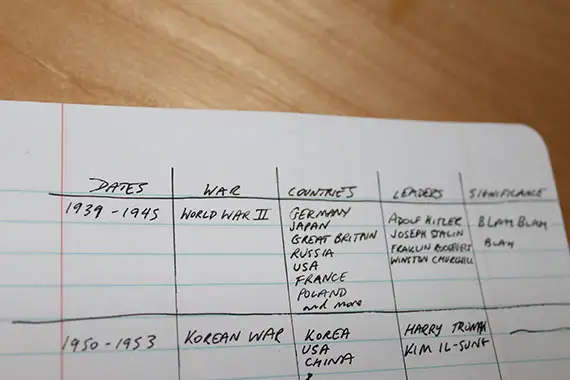 DATES WAR COUNTRIES LEADERS SIGNIFICANCE
1939 - 1945 WORLD WAR II GERMANY ADOLF HITLER BLAH BLAH
JAPAN JOSEPH STALIN
GREAT BRITAIN FRAKLIN ROOSEVELT BLAH
RUSSIA WINSTON CHURCHILL
USA
FRANCE
POLAND
and more
1950 - 1953 KOREAN WAR KOREA HARRY TRUMAN
USA KIM IL-SUNG
CHINA